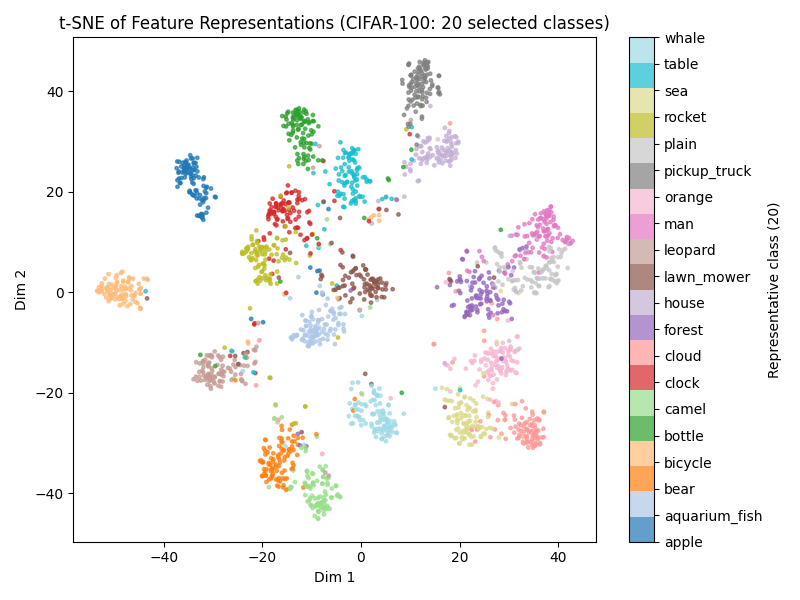 t-SNE of Feature Representations (CIFAR-100: 20 selected classes)
40
20
0
−20
−40
Dim 2
−40
−20
0
20
40
Dim 1
whale
table
sea
rocket
plain
pickup_truck
orange
man
leopard
lawn_mower
house
forest
cloud
clock
camel
bottle
bicycle
bear
aquarium_fish
apple
Representative class (20)